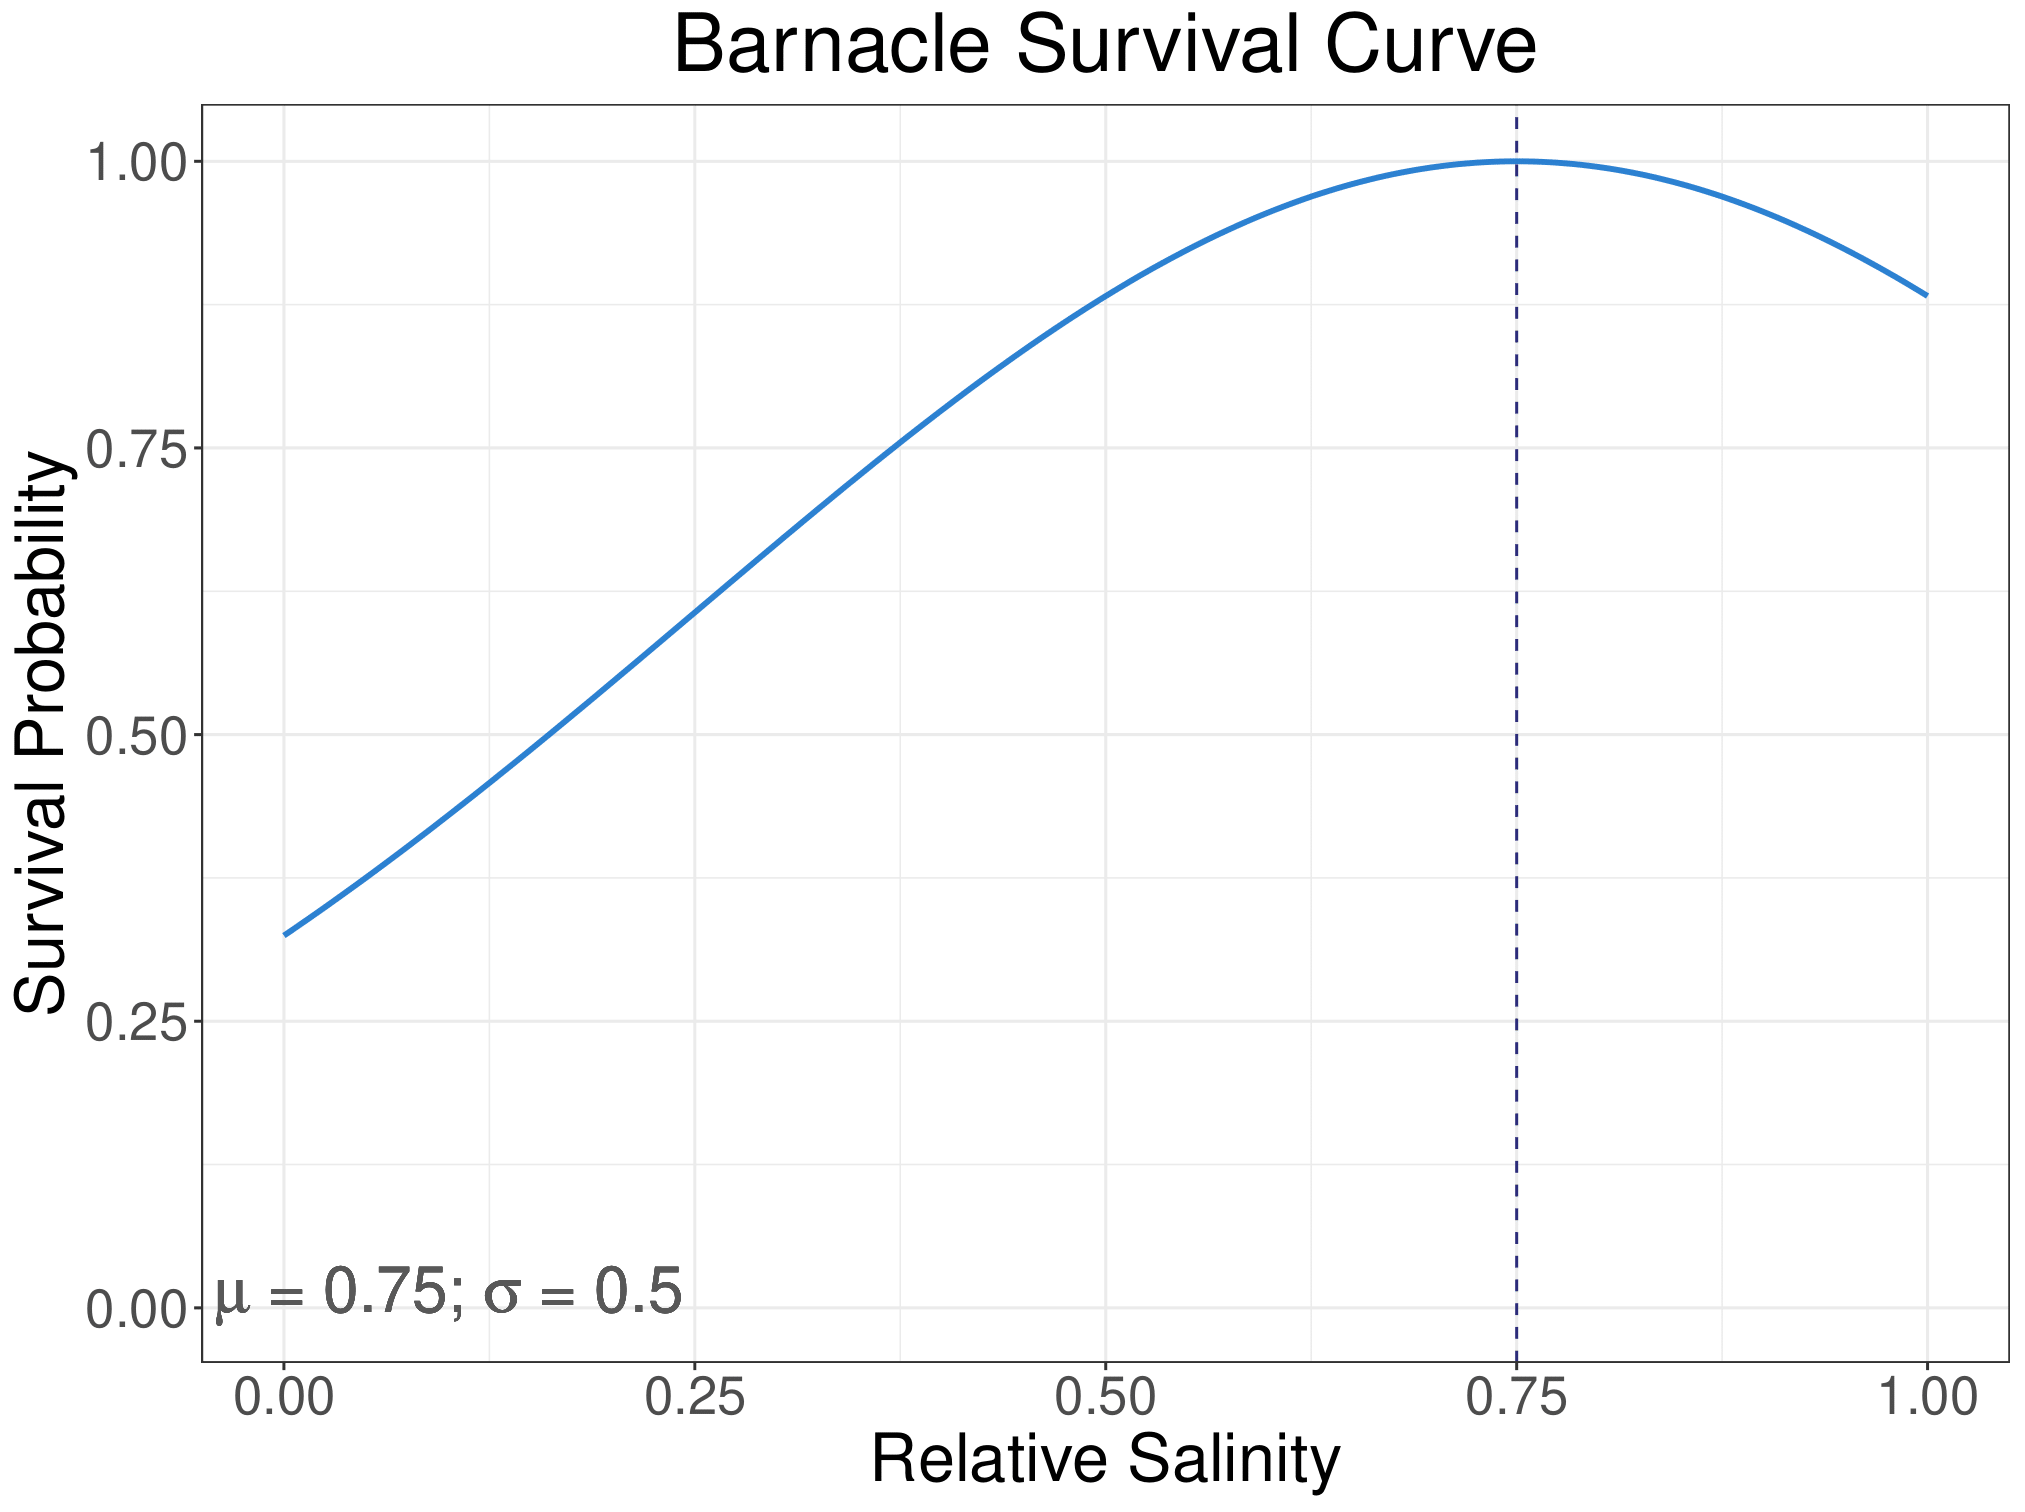 Barnacle Survival Curve
Survival Probability
1.00
0.75
0.50
0.25
0.00
μ = 0.75; σ = 0.5
0.00 0.25 0.50 0.75 1.00
Relative Salinity